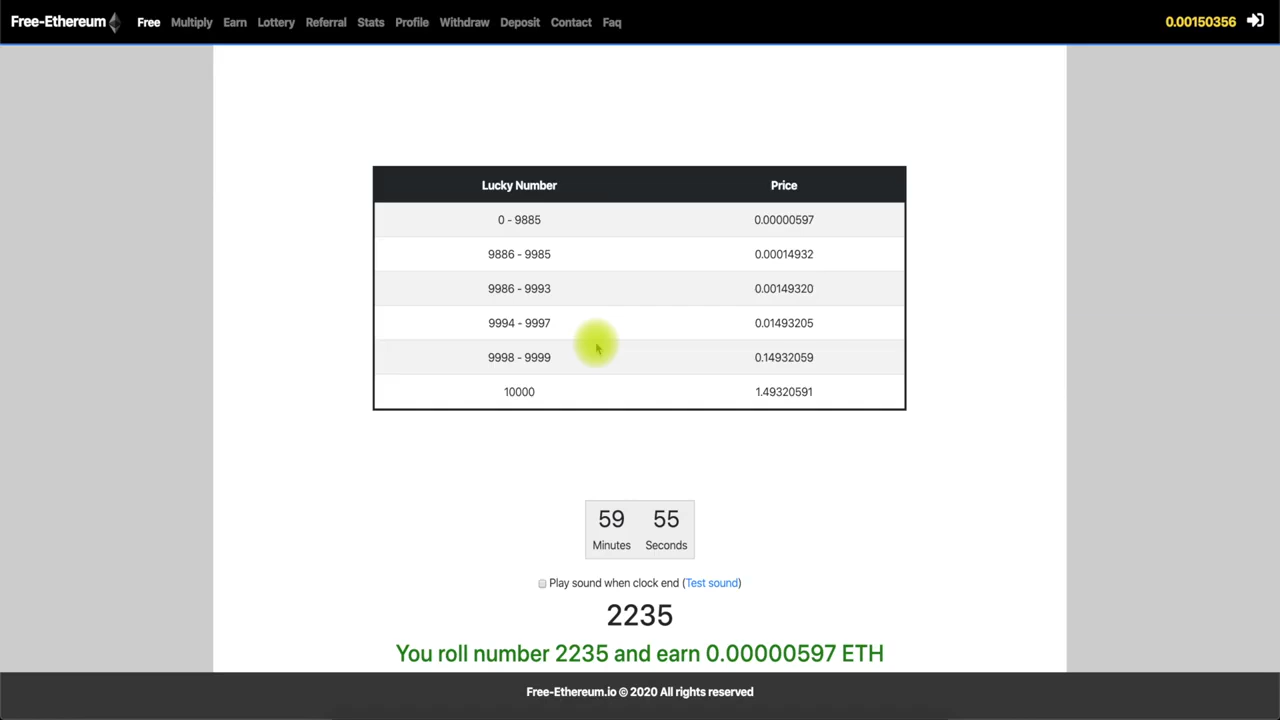 Free-Ethereum Free Multiply Earn Lottery Referral Stats Profile Withdraw Deposit Contact Faq 0.00150356
Lucky Number Price
0 - 9885 0.00000597
9886 - 9985 0.00014932
9986 - 9993 0.00149320
9994 - 9997 0.01493205
9998 - 9999 0.14932059
10000 1.49320591
59 55
Minutes Seconds
Play sound when clock end (Test sound)
2235
You roll number 2235 and earn 0.00000597 ETH
Free-Ethereum.io © 2020 All rights reserved